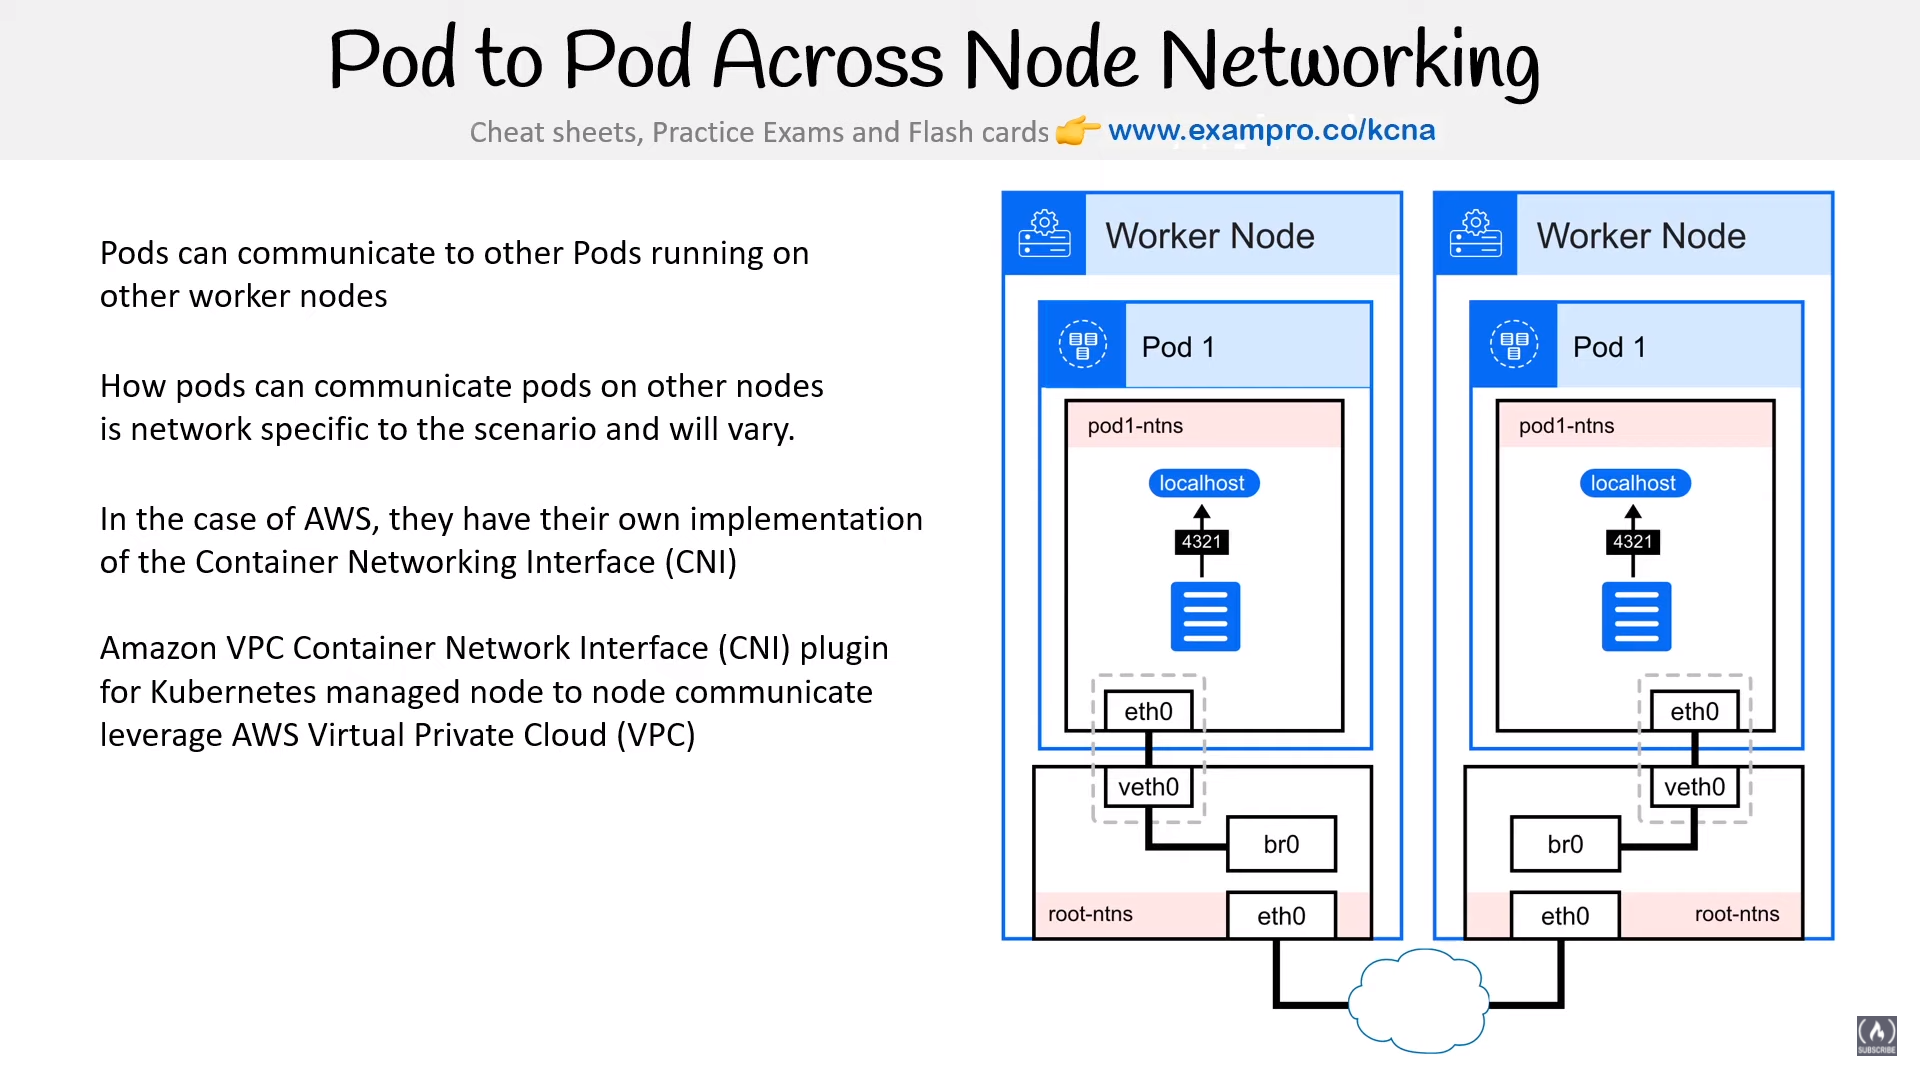 Pod to Pod Across Node Networking
Cheat sheets, Practice Exams and Flash cards 👉 www.exampro.co/kcna
Pods can communicate to other Pods running on
other worker nodes
How pods can communicate pods on other nodes
is network specific to the scenario and will vary.
In the case of AWS, they have their own implementation
of the Container Networking Interface (CNI)
Amazon VPC Container Network Interface (CNI) plugin
for Kubernetes managed node to node communicate
leverage AWS Virtual Private Cloud (VPC)
Worker Node
Pod 1
pod1-ntns
localhost
4321
eth0
veth0
br0
root-ntns
eth0
Worker Node
Pod 1
pod1-ntns
localhost
4321
eth0
veth0
br0
eth0
root-ntns
SUBSCRIBE